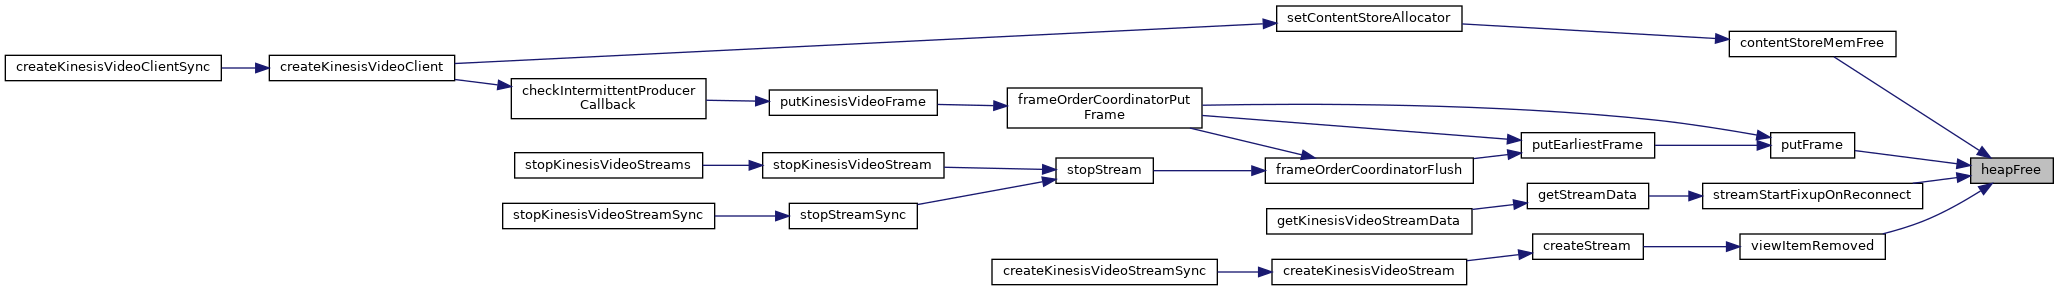 setContentStoreAllocator
contentStoreMemFree
createKinesisVideoClientSync
createKinesisVideoClient
checkIntermittentProducer
Callback
putKinesisVideoFrame
frameOrderCoordinatorPut
Frame
putEarliestFrame
putFrame
stopKinesisVideoStreams
stopKinesisVideoStream
stopStream
frameOrderCoordinatorFlush
heapFree
stopKinesisVideoStreamSync
stopStreamSync
getKinesisVideoStreamData
getStreamData
streamStartFixupOnReconnect
createStream
viewItemRemoved
createKinesisVideoStreamSync
createKinesisVideoStream